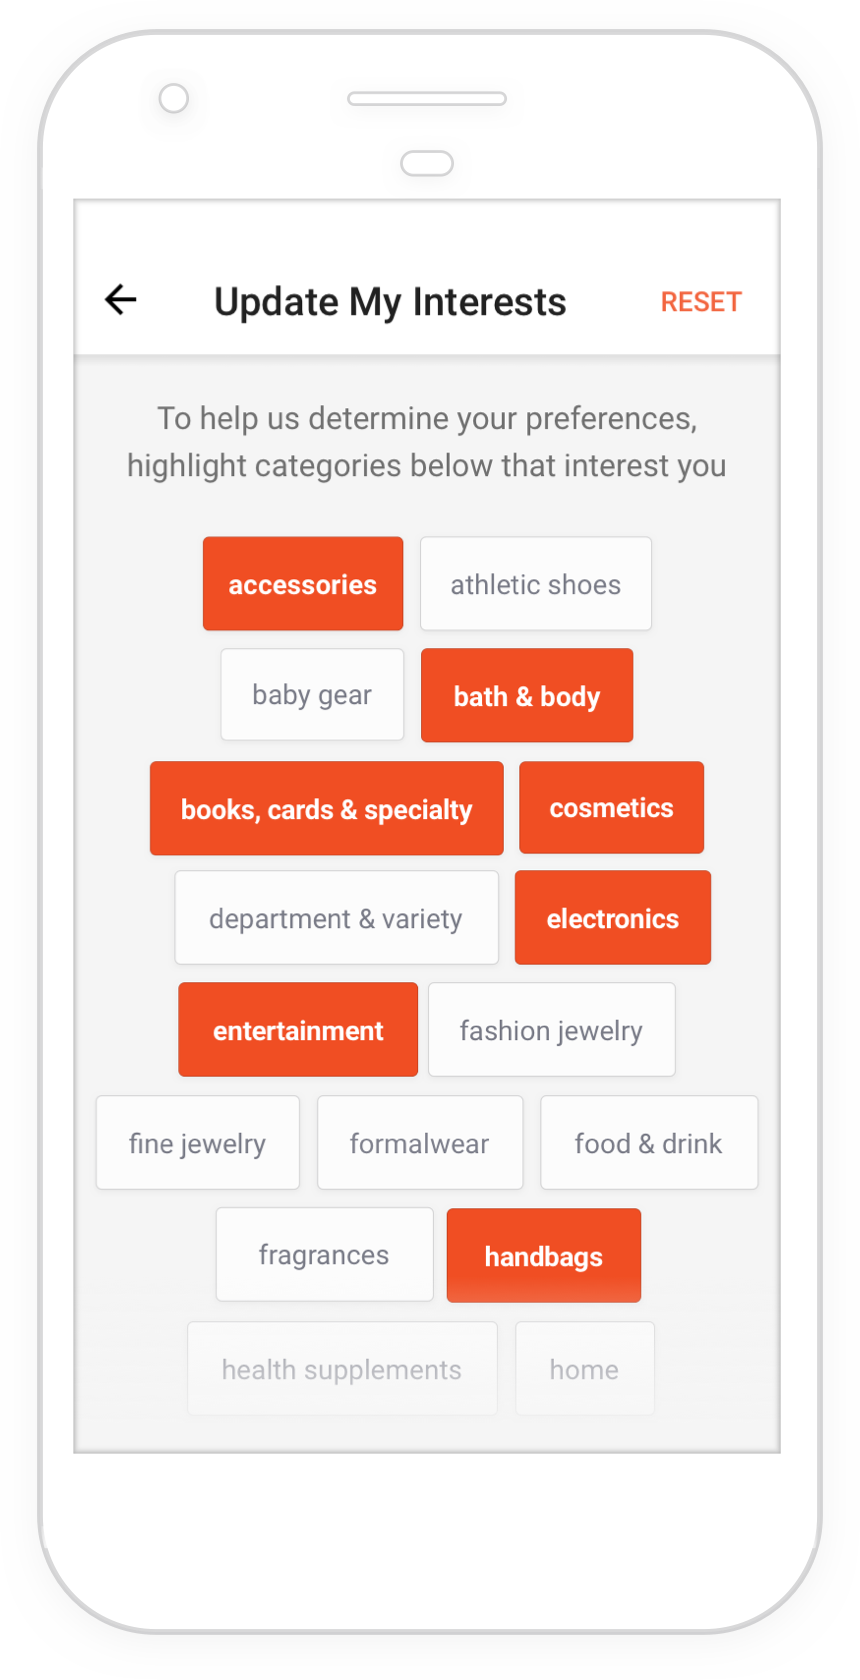 Update My Interests RESET
To help us determine your preferences,
highlight categories below that interest you
accessories athletic shoes
baby gear bath & body
books, cards & specialty cosmetics
department & variety electronics
entertainment fashion jewelry
fine jewelry formalwear food & drink
fragrances handbags
health supplements home